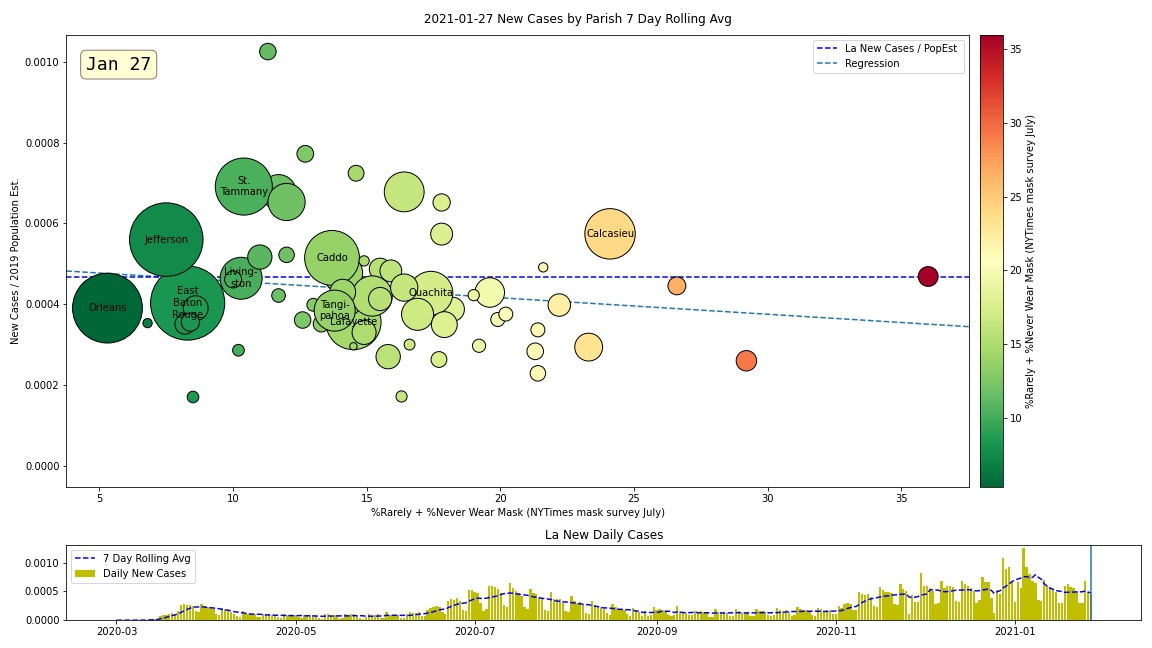 2021-01-27 New Cases by Parish 7 Day Rolling Avg
Jan 27
La New Cases / PopEst
Regression
New Cases / 2019 Population Est.
0.0010
0.0008
0.0006
0.0004
0.0002
0.0000
St.
Tammany
Jefferson
Calcasieu
Caddo
Living-
ston
Ouachita
East
Baton
Rouge
Orleans
Tangi-
pahoa
Lafayette
5
10
15
20
25
30
35
%Rarely + %Never Wear Mask (NYTimes mask survey July)
35
30
25
20
15
10
%Rarely + %Never Wear Mask (NYTimes mask survey July)
La New Daily Cases
7 Day Rolling Avg
Daily New Cases
0.0010
0.0005
0.0000
2020-03
2020-05
2020-07
2020-09
2020-11
2021-01